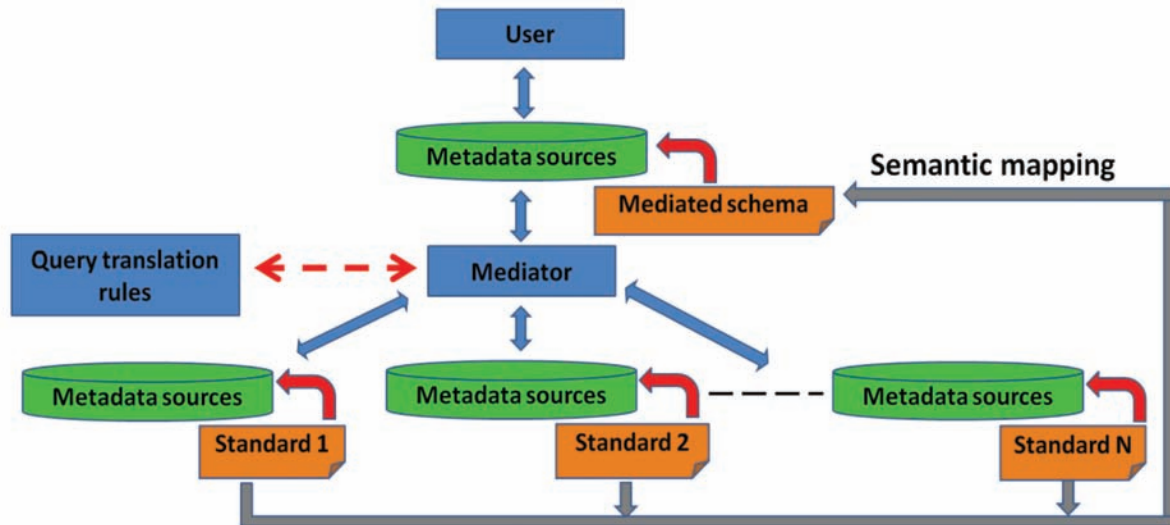 User
Metadata sources
Semantic mapping
Mediated schema
Query translation
rules
Mediator
Metadata sources
Metadata sources
Metadata sources
Standard 1
Standard 2
Standard N